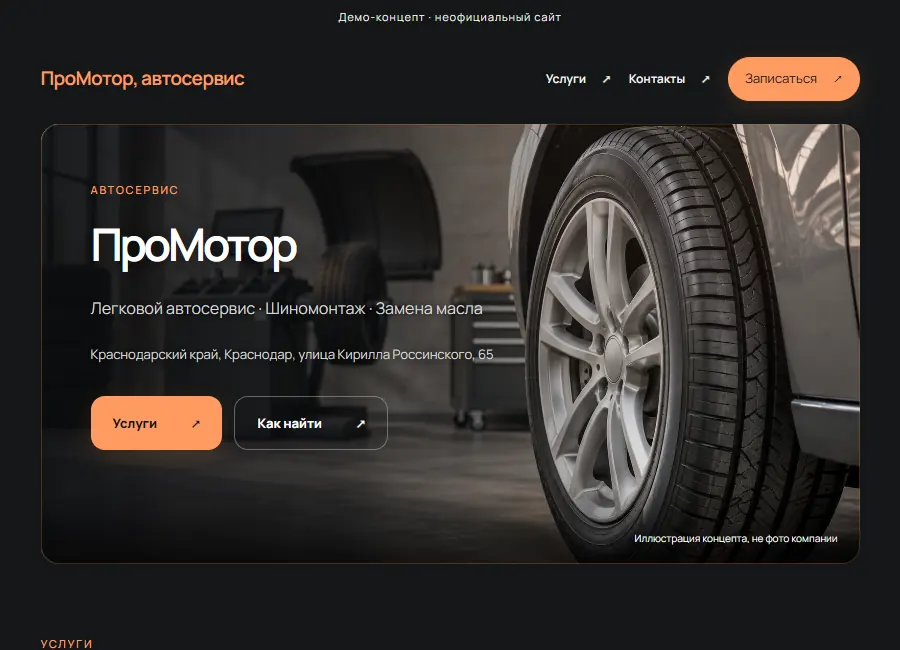 Демо-концепт · неофициальный сайт
ПроМотор, автосервис
Услуги ↗ Контакты ↗ Записаться ↗
АВТОСЕРВИС
ПроМотор
Легковой автосервис · Шиномонтаж · Замена масла
Краснодарский край, Краснодар, улица Кирилла Россинского, 65
Услуги ↗ Как найти ↗
Иллюстрация концепта, не фото компании
УСЛУГИ